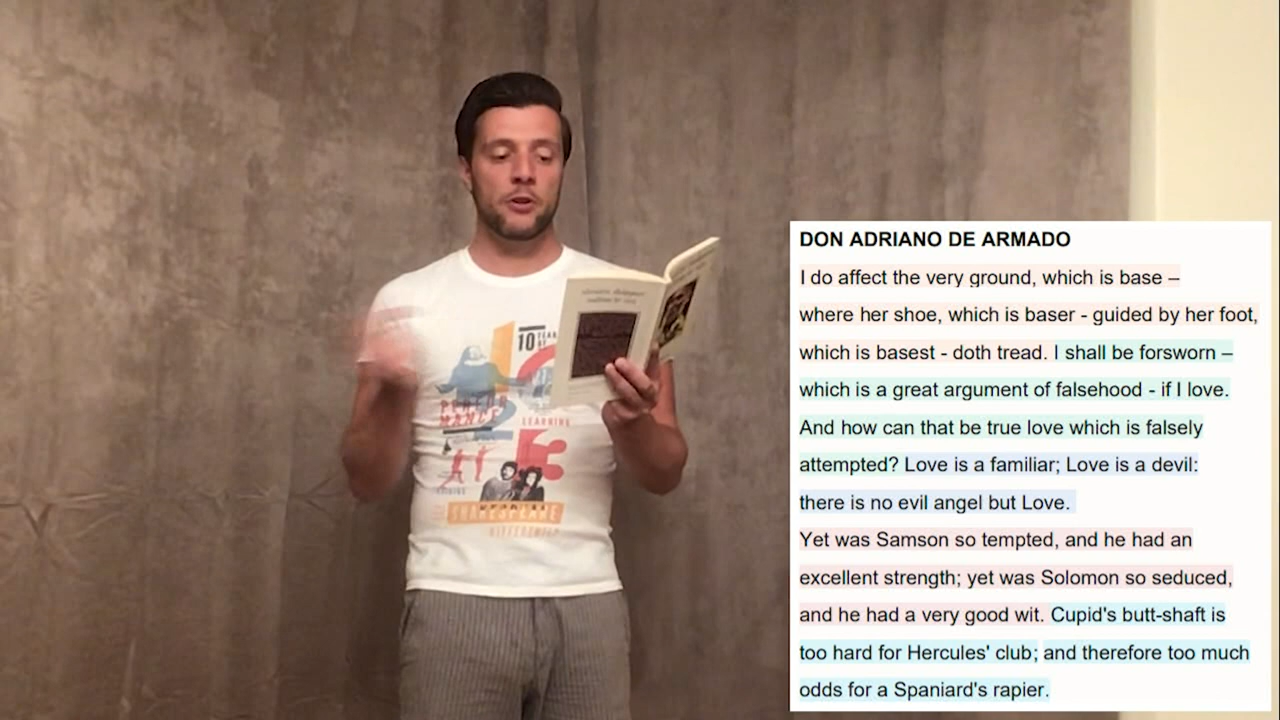 10 YEARS
OF
LEARNING
SHAKESPEARE
DIFFERENTLY
DON ADRIANO DE ARMADO
I do affect the very ground, which is base –
where her shoe, which is baser - guided by her foot,
which is basest - doth tread. I shall be forsworn –
which is a great argument of falsehood - if I love.
And how can that be true love which is falsely
attempted? Love is a familiar; Love is a devil:
there is no evil angel but Love.
Yet was Samson so tempted, and he had an
excellent strength; yet was Solomon so seduced,
and he had a very good wit. Cupid's butt-shaft is
too hard for Hercules' club; and therefore too much
odds for a Spaniard's rapier.